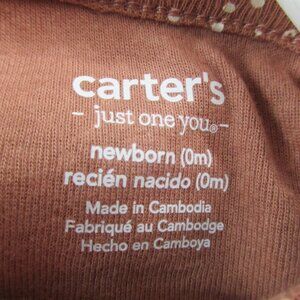 carter's
- just one you® -
newborn (0m)
recién nacido (0m)
Made in Cambodia
Fabriqué au Cambodge
Hecho en Camboya